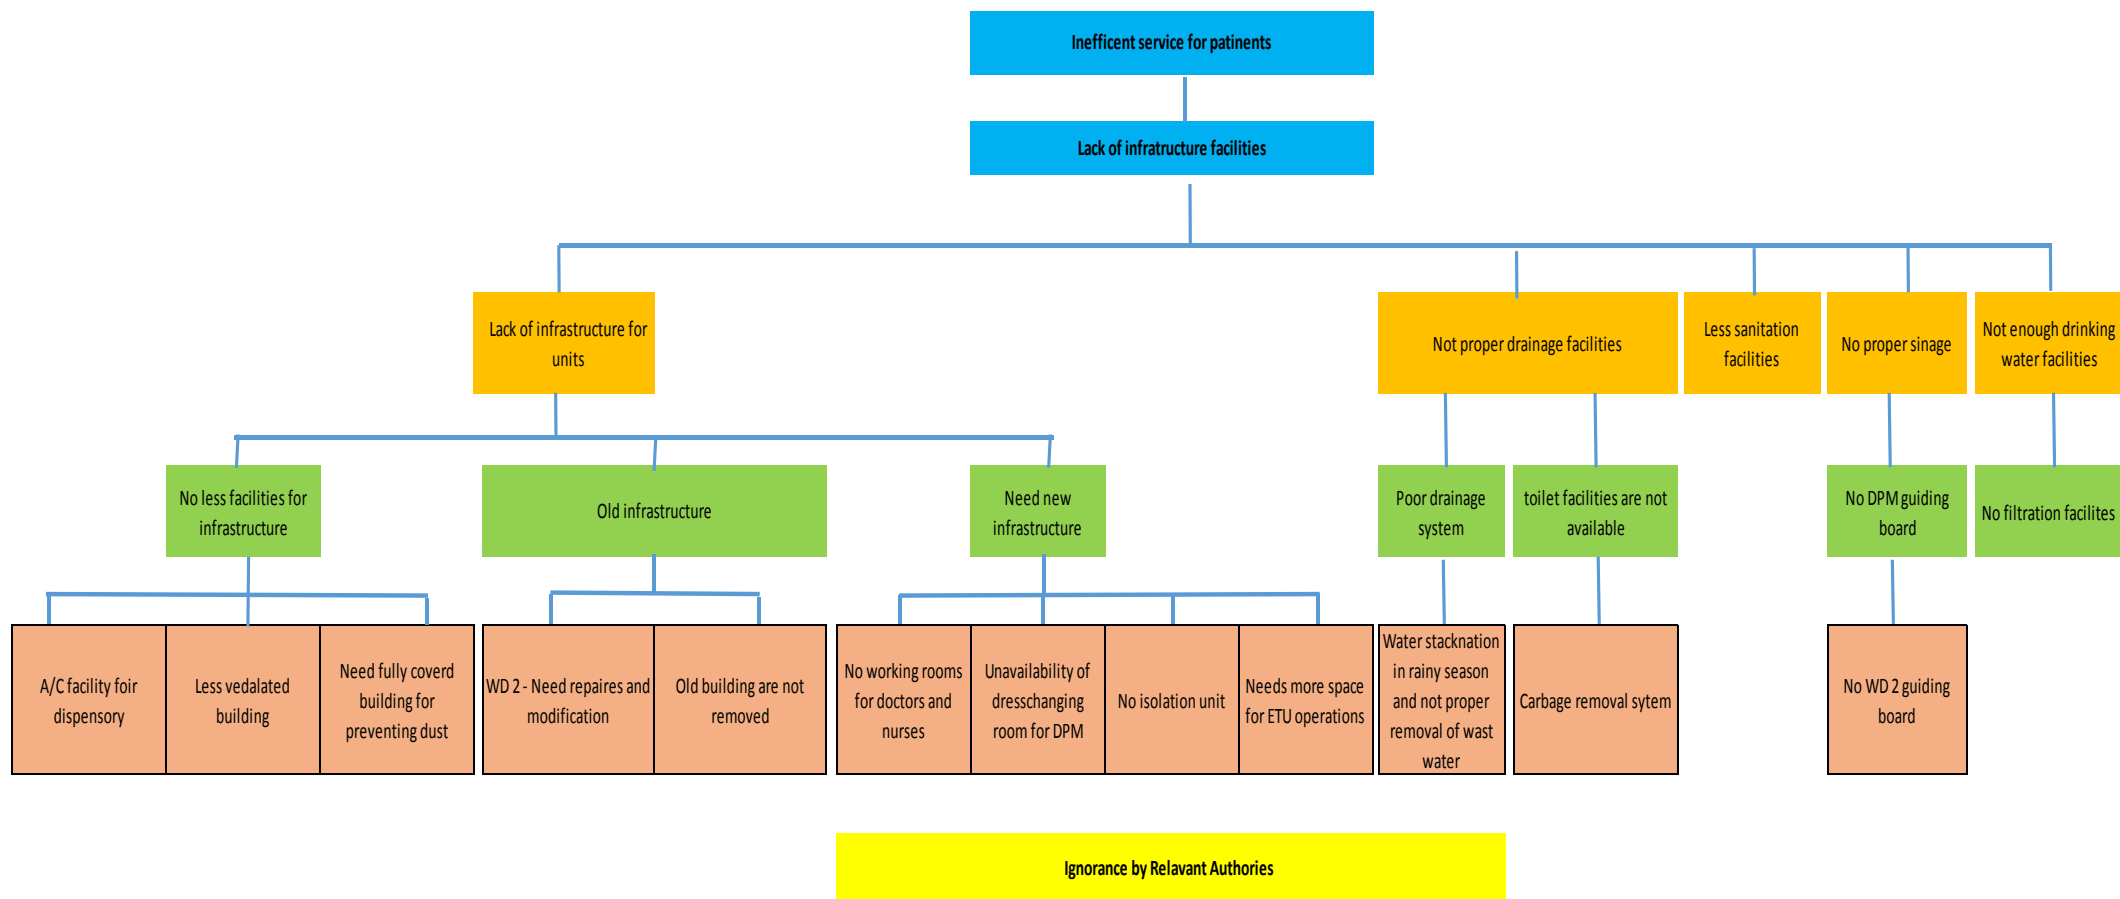 Inefficent service for patinents
Lack of infratructure facilities
Lack of infrastructure for
units
Not proper drainage facilities
Less sanitation
facilities
No proper sinage
Not enough drinking
water facilities
No less facilities for
infrastructure
Old infrastructure
Need new
infrastructure
Poor drainage
system
toilet facilities are not
available
No DPM guiding
board
No filtration facilites
A/C facility foir
dispensory
Less vedalated
building
Need fully coverd
building for
preventing dust
WD 2 - Need repaires and
modification
Old building are not
removed
No working rooms
for doctors and
nurses
Unavailability of
dresschanging
room for DPM
No isolation unit
Needs more space
for ETU operations
Water stacknation
in rainy season
and not proper
removal of wast
water
Carbage removal sytem
No WD 2 guiding
board
Ignorance by Relavant Authories